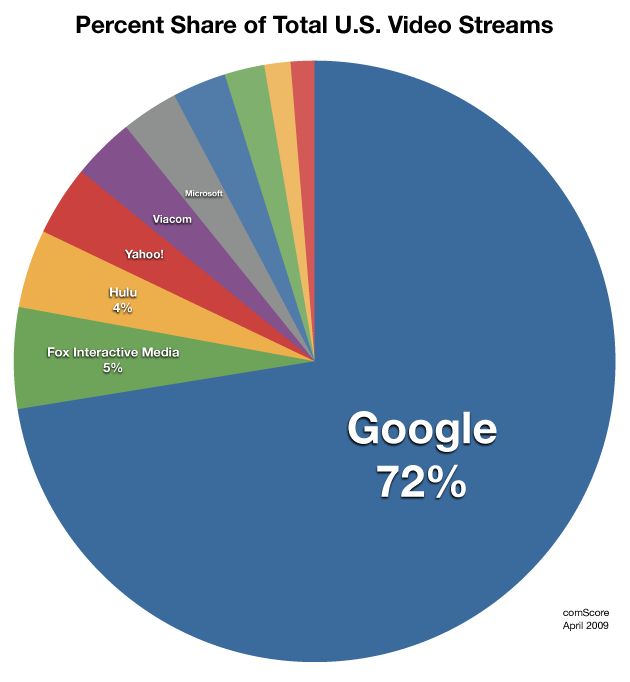 Percent Share of Total U.S. Video Streams
Microsoft
Viacom
Yahoo!
Hulu
4%
Fox Interactive Media
5%
Google
72%
comScore
April 2009